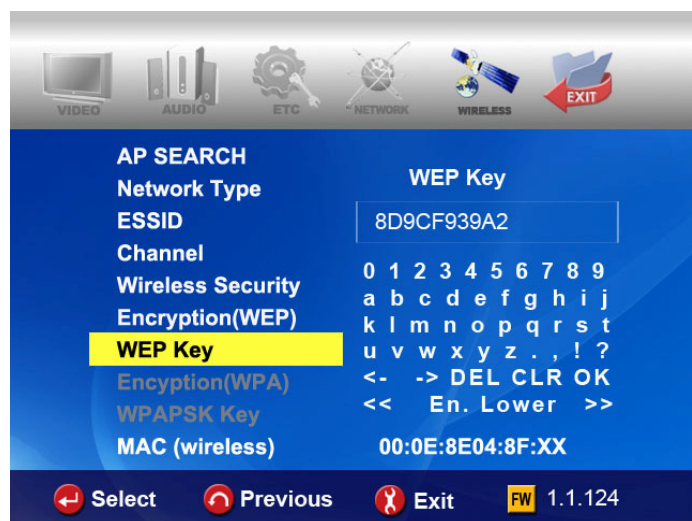 VIDEO AUDIO ETC NETWORK WIRELESS EXIT
AP SEARCH
Network Type
ESSID
Channel
Wireless Security
Encryption(WEP)
WEP Key
Encyption(WPA)
WPAPSK Key
MAC (wireless)
WEP Key
8D9CF939A2
0 1 2 3 4 5 6 7 8 9
a b c d e f g h i j
k l m n o p q r s t
u v w x y z . , ! ?
<- -> DEL CLR OK
<< En. Lower >>
00:0E:8E04:8F:XX
Select Previous Exit FW 1.1.124